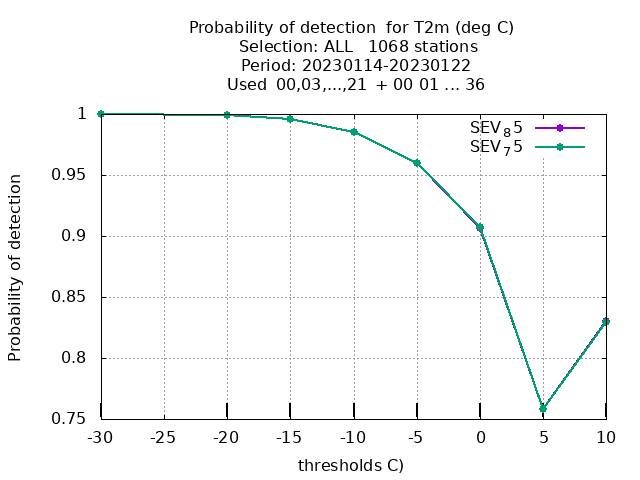 Probability of detection  for T2m (deg C)
Selection: ALL   1068 stations
Period: 20230114-20230122
Used  00,03,...,21  + 00 01 ... 36
SEV₈5
SEV₇5
1
0.95
0.9
0.85
0.8
0.75
Probability of detection
-30 -25 -20 -15 -10 -5 0 5 10
thresholds C)